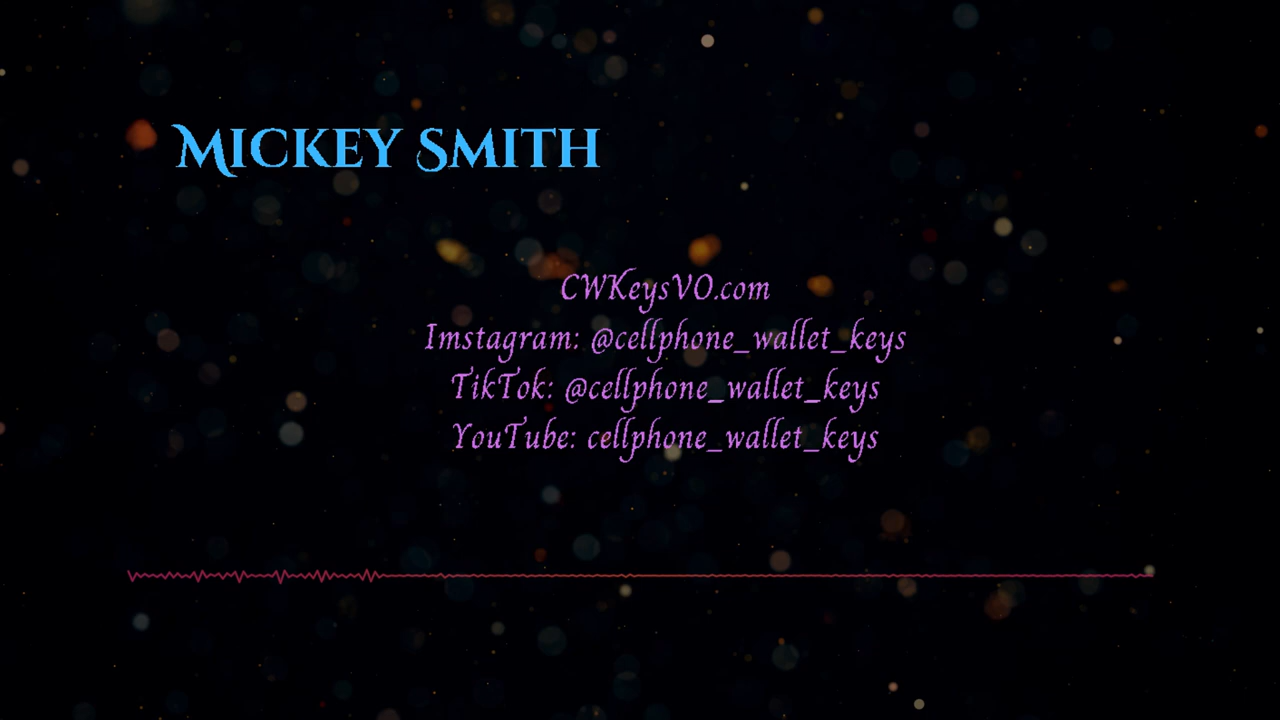 Mickey Smith
CWKeysVO.com
Imstagram: @cellphone_wallet_keys
TikTok: @cellphone_wallet_keys
YouTube: cellphone_wallet_keys